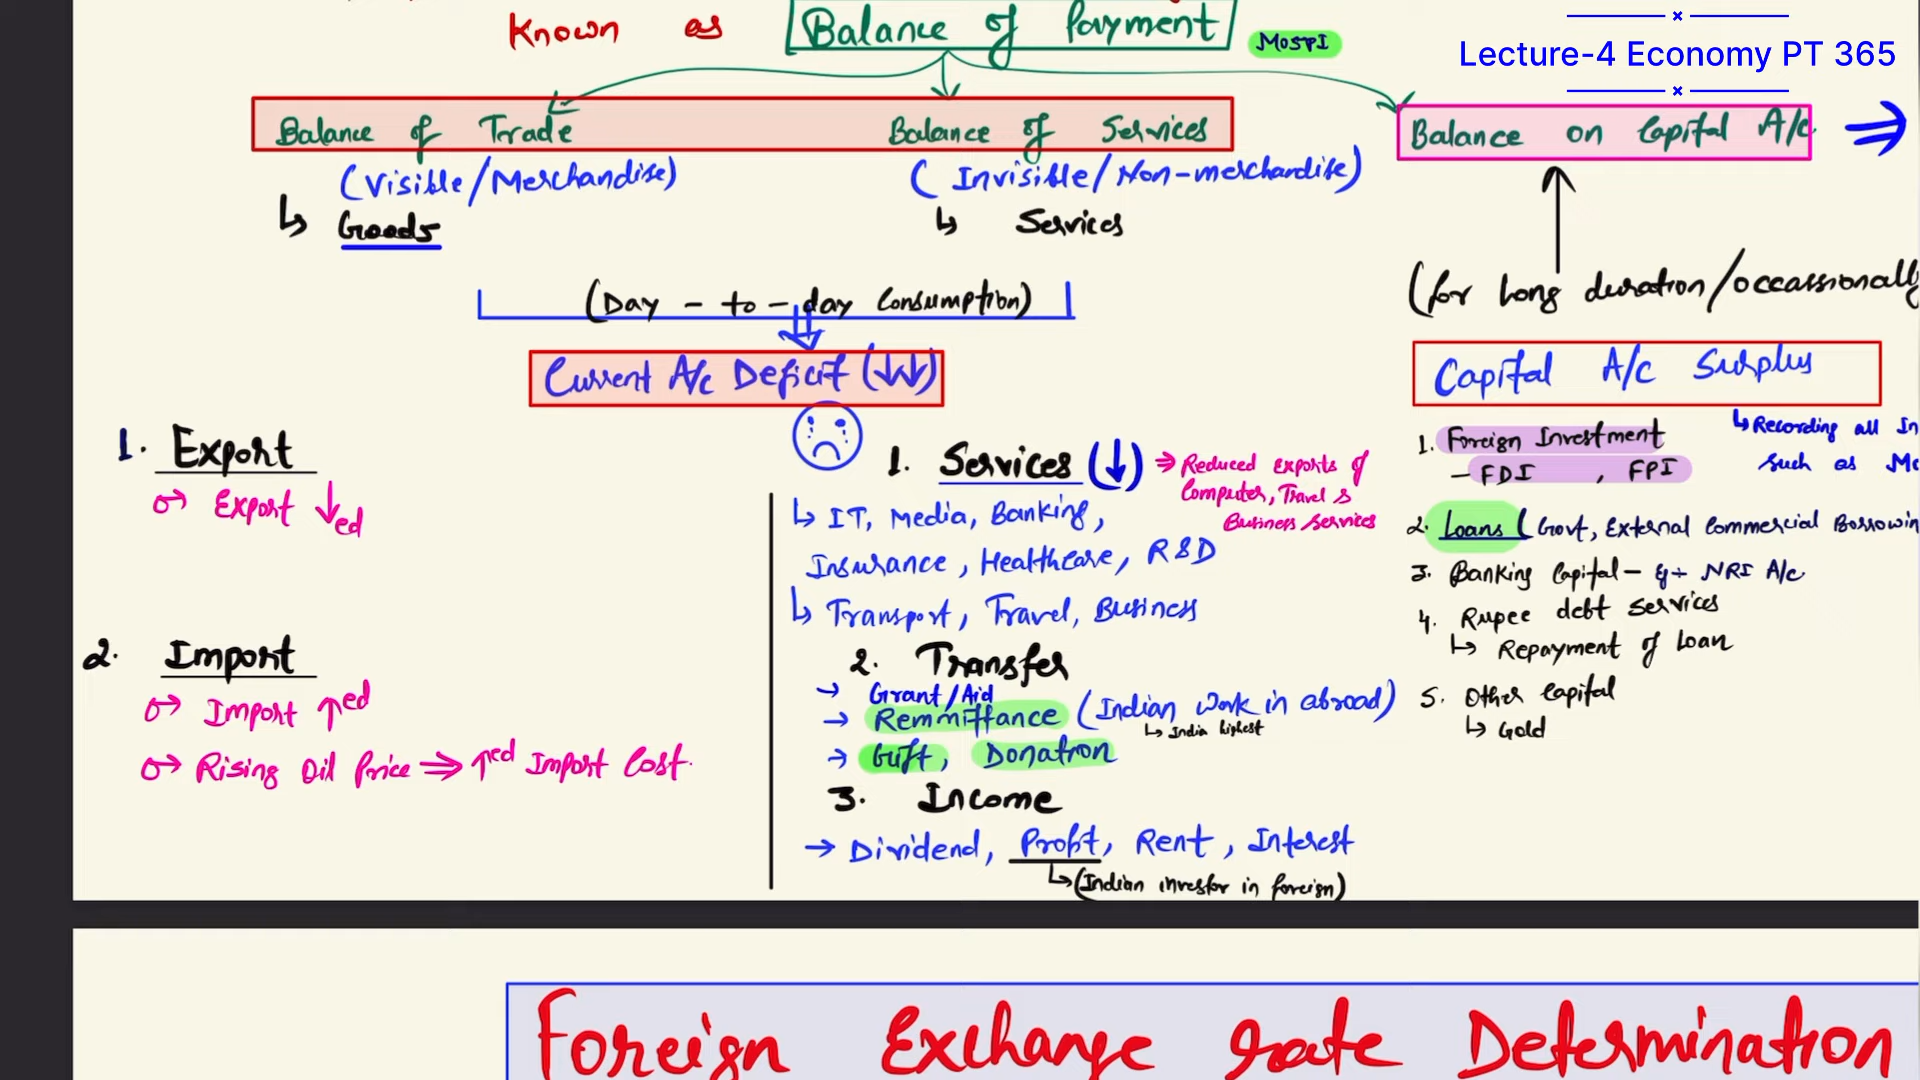 Known as Balance of Payment
MOSPI
Lecture-4 Economy PT 365
Balance of Trade
Balance of Services
Balance on Capital A/c.
(Visible/Merchandise)
(Invisible/Non-merchandise)
Goods
Services
(for long duration/occassionally
(Day - to - day Consumption)
Current A/c Deficit (↓↓)
Capital A/c Surplus
1. Export
Export ↓ed
2. Import
Import ↑ed
Rising Oil Price ⇒ ↑ed Import Cost.
1. Services (↓)
⇒ Reduced exports of
Computer, Travel &
Business services
↳ IT, Media, Banking,
Insurance, Healthcare, R&D
↳ Transport, Travel, Business
2. Transfer
→ Grant/Aid
→ Remmittance (Indian work in abroad)
↳ India highest
→ Gift, Donation
3. Income
→ Dividend, Profit, Rent, Interest
↳ (Indian investor in foreign)
1. Foreign Investment
– FDI , FPI
↳ Recording all In
Such as
2. Loans (Govt, External Commercial Borrowin
3. Banking Capital – eg ÷ NRI A/c
4. Rupee debt services
↳ Repayment of Loan
5. Other Capital
↳ Gold
Foreign Exchange rate Determination